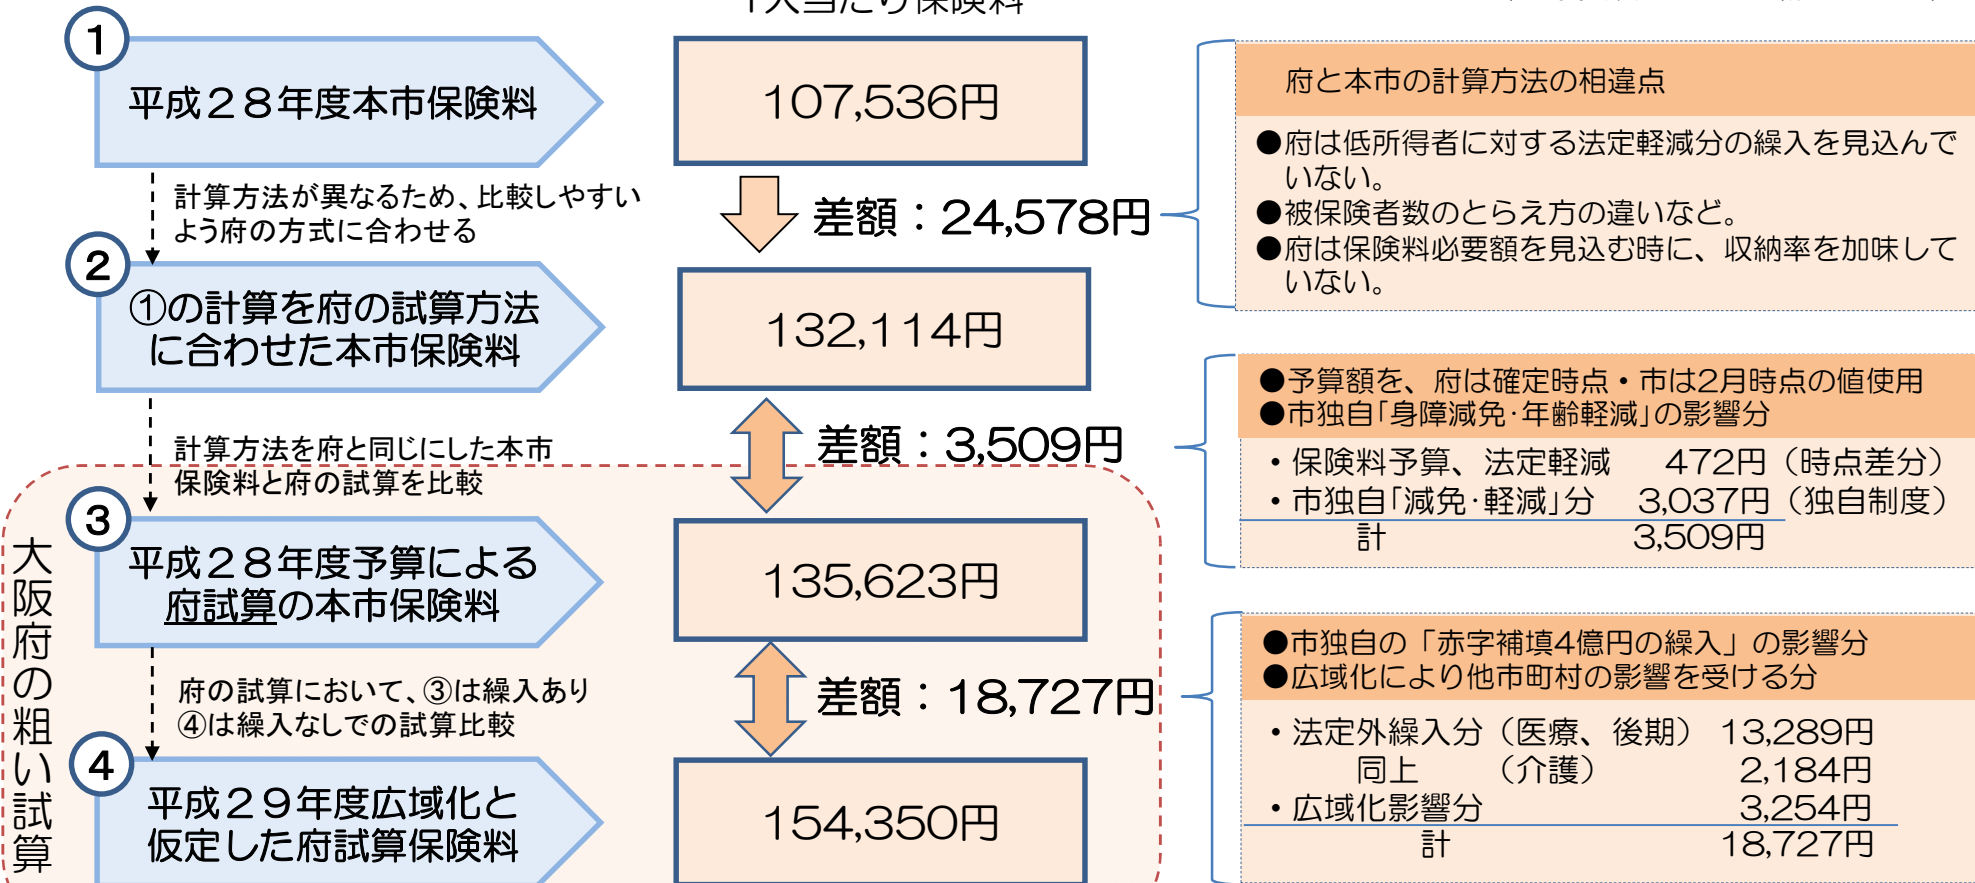 1人当たり保険料
①
平成２８年度本市保険料
107,536円
計算方法が異なるため、比較しやすい
よう府の方式に合わせる
差額：24,578円
府と本市の計算方法の相違点
●府は低所得者に対する法定軽減分の繰入を見込んで
いない。
●被保険者数のとらえ方の違いなど。
●府は保険料必要額を見込む時に、収納率を加味して
いない。
②
①の計算を府の試算方法
に合わせた本市保険料
132,114円
計算方法を府と同じにした本市
保険料と府の試算を比較
差額：3,509円
●予算額を、府は確定時点・市は2月時点の値使用
●市独自「身障減免･年齢軽減」の影響分
・保険料予算、法定軽減 472円（時点差分）
・市独自「減免･軽減」分 3,037円（独自制度）
計 3,509円
大阪府の粗い試算
③
平成２８年度予算による
府試算の本市保険料
135,623円
府の試算において、③は繰入あり
④は繰入なしでの試算比較
差額：18,727円
●市独自の「赤字補填4億円の繰入」の影響分
●広域化により他市町村の影響を受ける分
・法定外繰入分（医療、後期） 13,289円
同上 （介護） 2,184円
・広域化影響分 3,254円
計 18,727円
④
平成２９年度広域化と
仮定した府試算保険料
154,350円